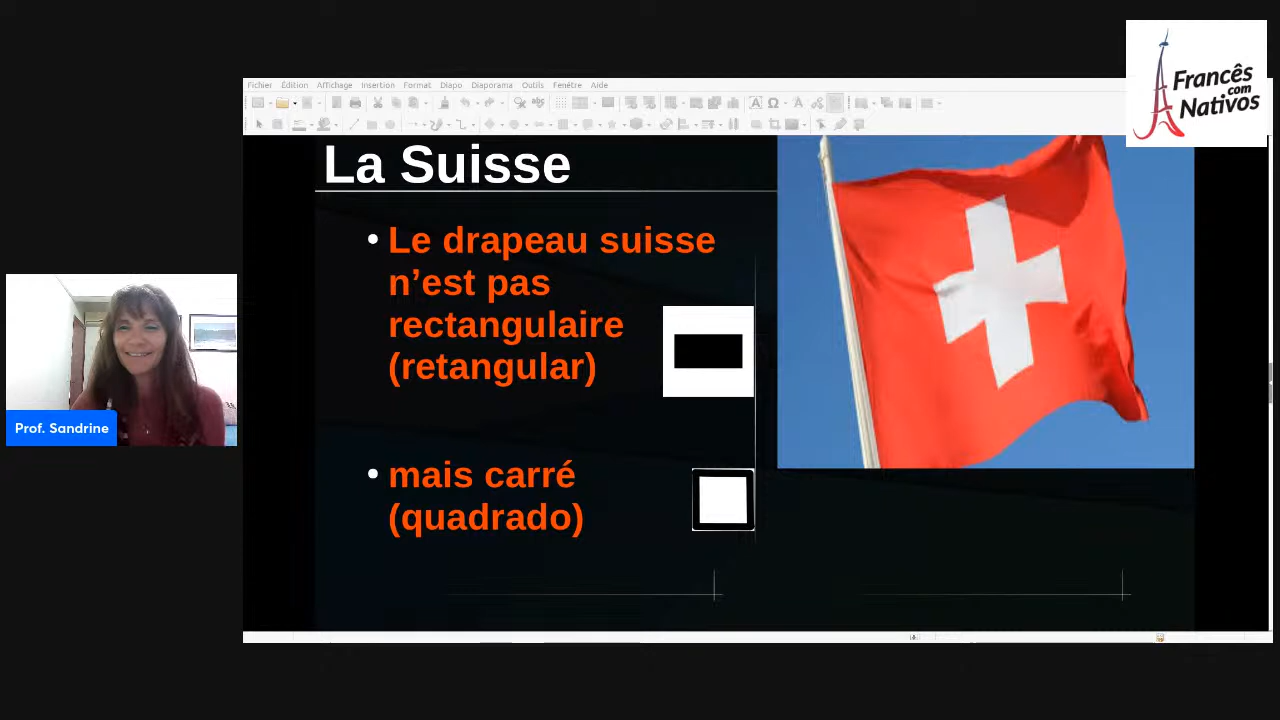 Francês
com
Nativos
Fichier Édition Affichage Insertion Format Diapo Diaporama Outils Fenêtre Aide
La Suisse
• Le drapeau suisse
n’est pas
rectangulaire
(retangular)
• mais carré
(quadrado)
Prof. Sandrine